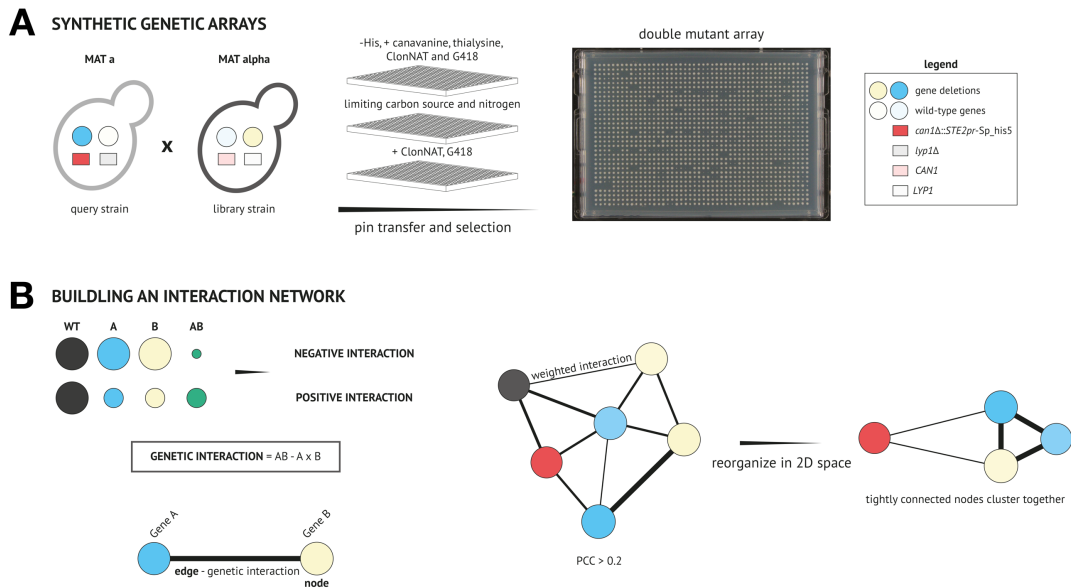 A SYNTHETIC GENETIC ARRAYS
MAT a
MAT alpha
x
query strain
library strain
-His, + canavanine, thialysine,
ClonNAT and G418
limiting carbon source and nitrogen
+ ClonNAT, G418
pin transfer and selection
double mutant array
legend
gene deletions
wild-type genes
can1Δ::STE2pr-Sp_his5
lyp1Δ
CAN1
LYP1
B BUILDLING AN INTERACTION NETWORK
WT A B AB
NEGATIVE INTERACTION
POSITIVE INTERACTION
GENETIC INTERACTION = AB - A x B
Gene A
Gene B
edge - genetic interaction
node
weighted interaction
PCC > 0.2
reorganize in 2D space
tightly connected nodes cluster together